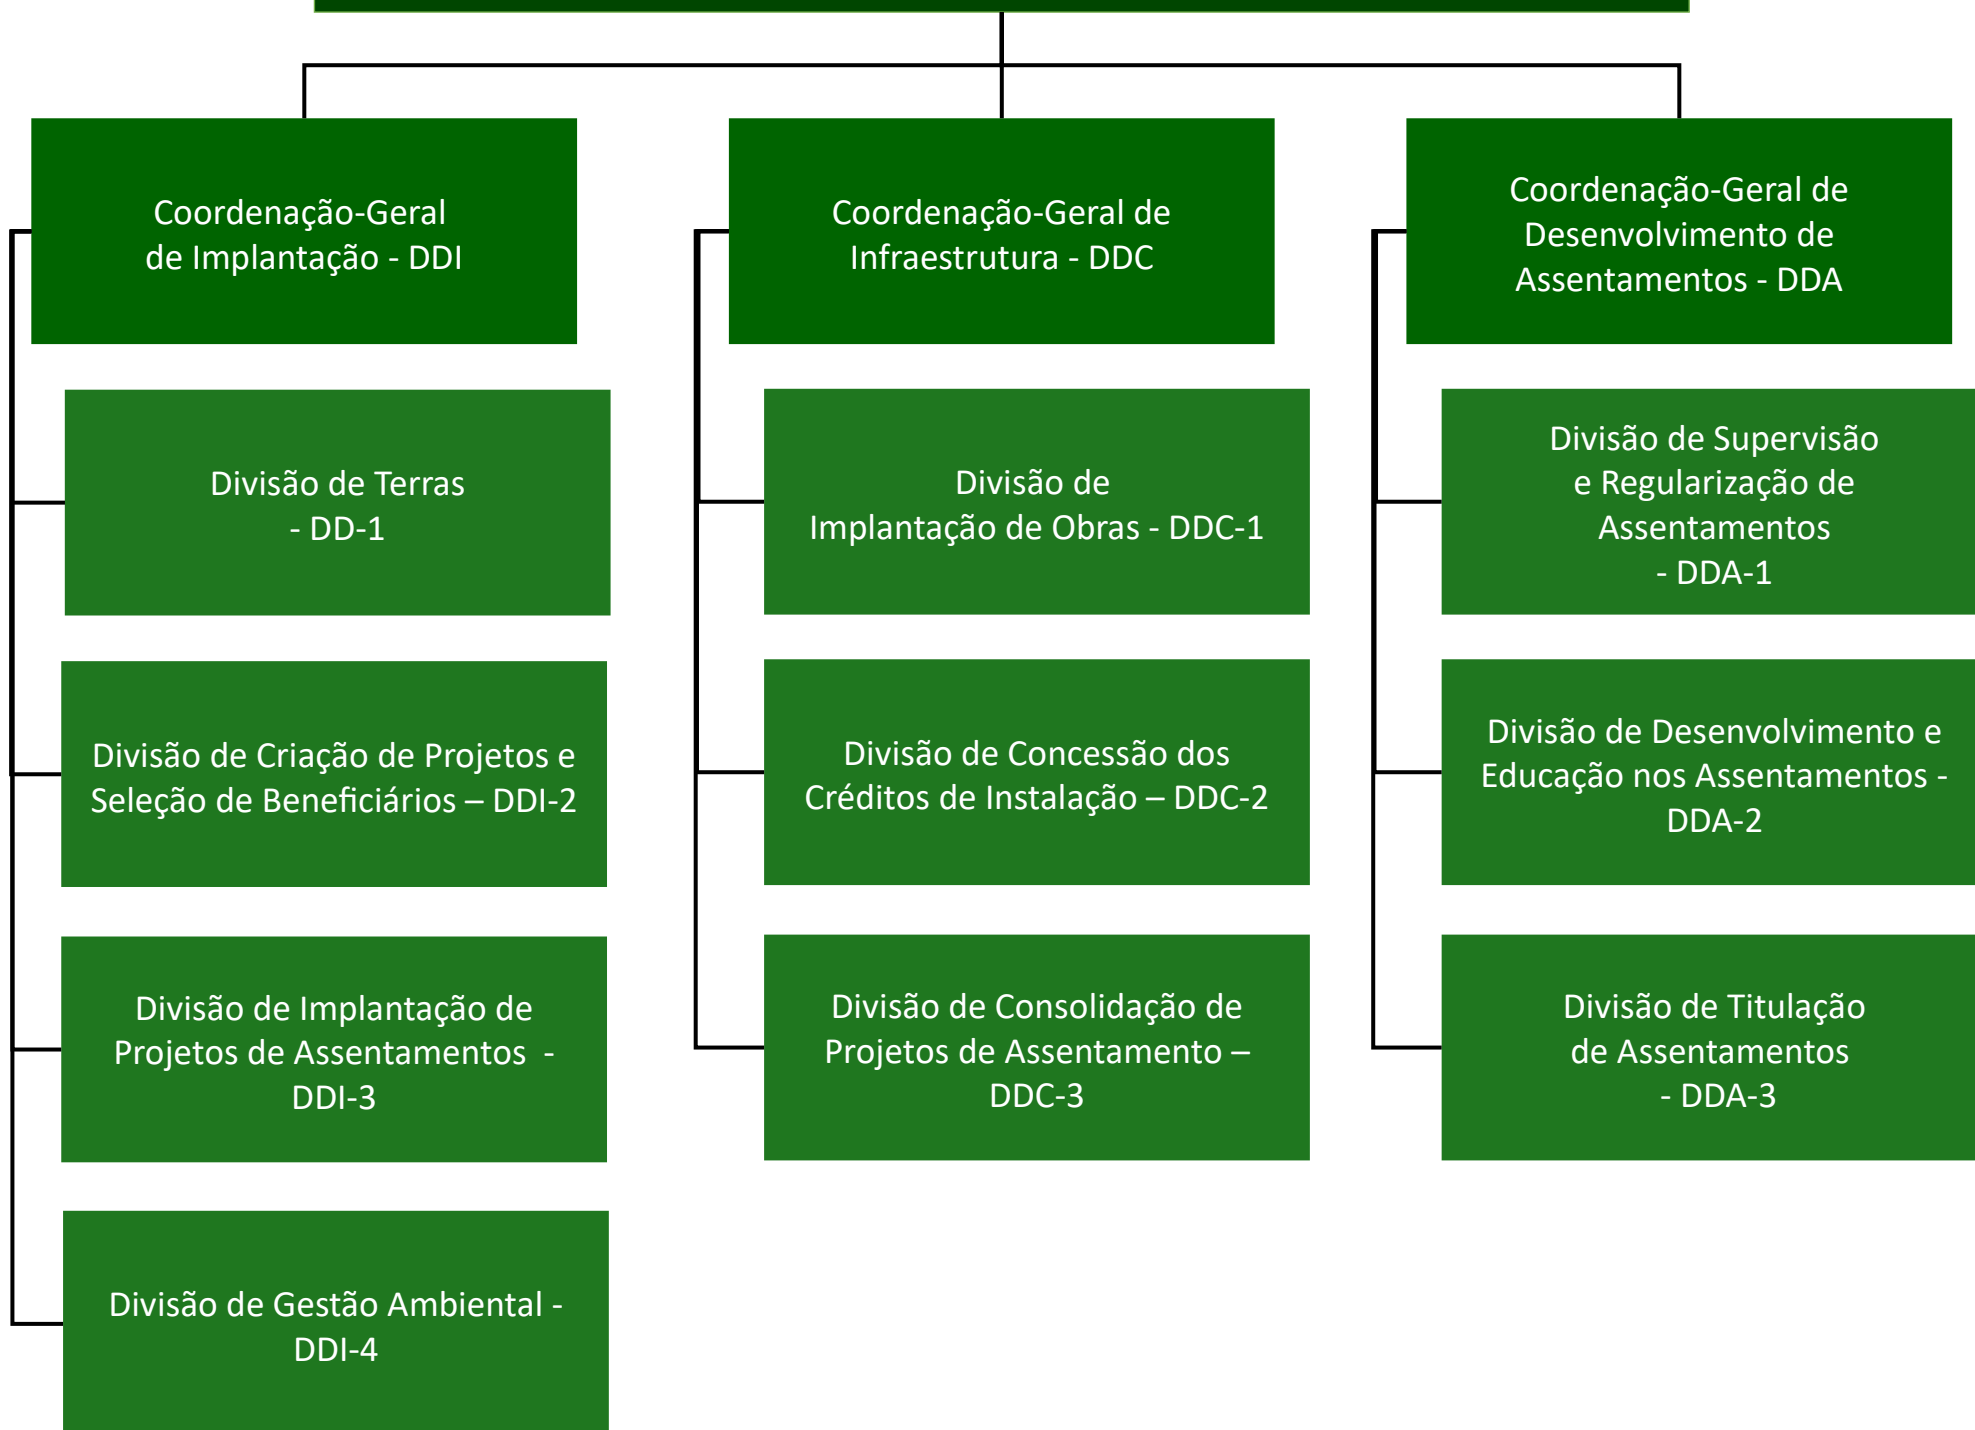 Coordenação-Geral
de Implantação - DDI
Divisão de Terras
- DD-1
Divisão de Criação de Projetos e
Seleção de Beneficiários – DDI-2
Divisão de Implantação de
Projetos de Assentamentos  -
DDI-3
Divisão de Gestão Ambiental -
DDI-4
Coordenação-Geral de
Infraestrutura - DDC
Divisão de
Implantação de Obras - DDC-1
Divisão de Concessão dos
Créditos de Instalação – DDC-2
Divisão de Consolidação de
Projetos de Assentamento –
DDC-3
Coordenação-Geral de
Desenvolvimento de
Assentamentos - DDA
Divisão de Supervisão
e Regularização de
Assentamentos
- DDA-1
Divisão de Desenvolvimento e
Educação nos Assentamentos -
DDA-2
Divisão de Titulação
de Assentamentos
- DDA-3